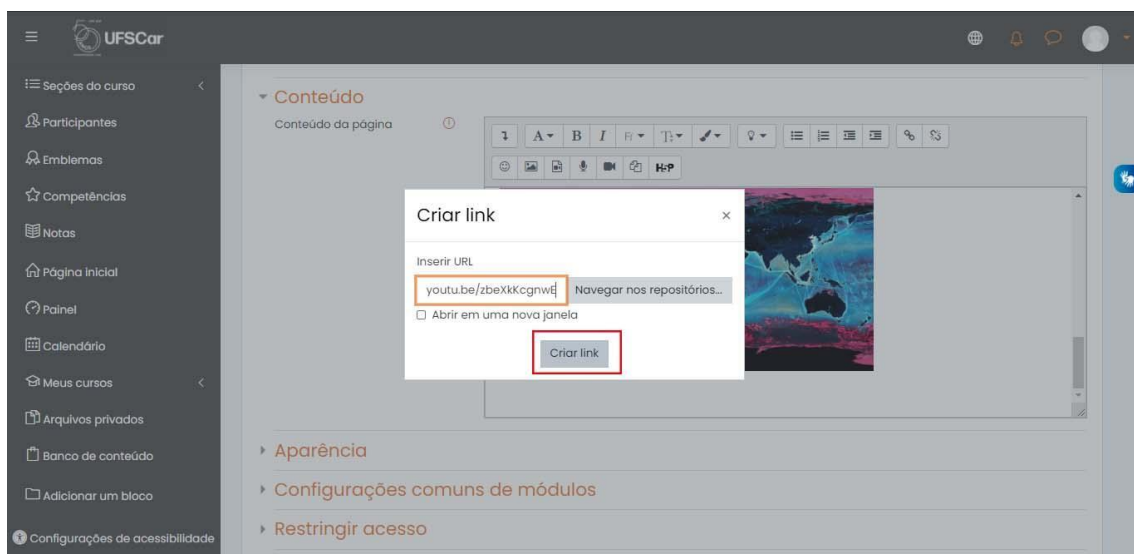 UFSCar
Seções do curso
Participantes
Emblemas
Competências
Notas
Página inicial
Painel
Calendário
Meus cursos
Arquivos privados
Banco de conteúdo
Adicionar um bloco
Configurações de acessibilidade
Conteúdo
Conteúdo da página
A B I
H-P
Criar link
Inserir URL
youtu.be/zbeXkKcgnwE Navegar nos repositórios...
Abrir em uma nova janela
Criar link
Aparência
Configurações comuns de módulos
Restringir acesso